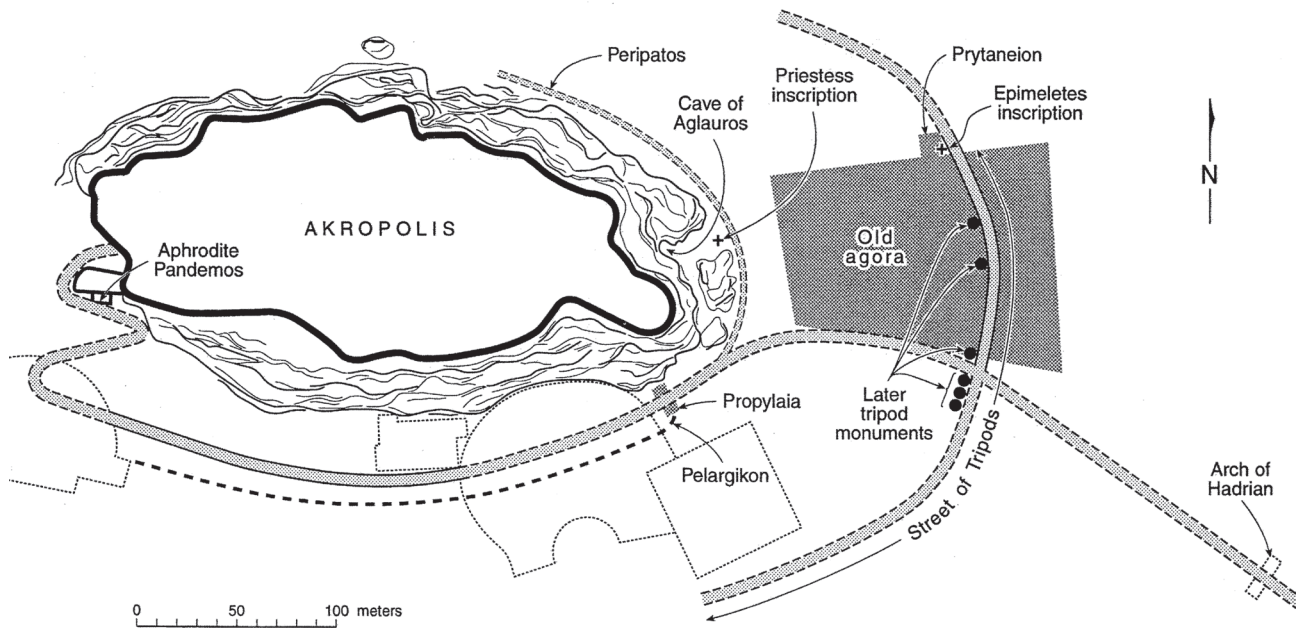 Peripatos
Prytaneion
Priestess
inscription
Epimeletes
inscription
Cave of
Aglauros
N
AKROPOLIS
Old
agora
Aphrodite
Pandemos
Later
tripod
monuments
Propylaia
Pelargikon
Street of Tripods
Arch of
Hadrian
0 50 100 meters